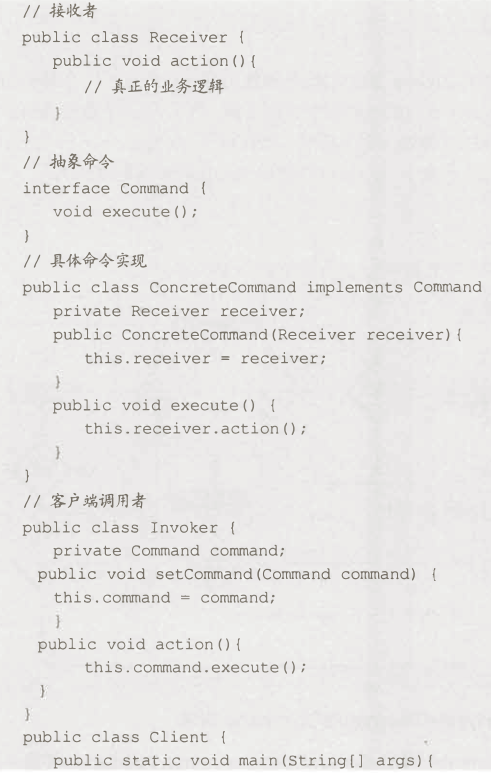 // 接收者
public class Receiver {
    public void action(){
        // 真正的业务逻辑
    }
}
// 抽象命令
interface Command {
    void execute();
}
// 具体命令实现
public class ConcreteCommand implements Command
    private Receiver receiver;
    public ConcreteCommand(Receiver receiver){
        this.receiver = receiver;
    }
    public void execute() {
        this.receiver.action();
    }
}
// 客户端调用者
public class Invoker {
    private Command command;
  public void setCommand(Command command) {
    this.command = command;
    }
  public void action(){
        this.command.execute();
  }
}
public class Client {
    public static void main(String[] args){